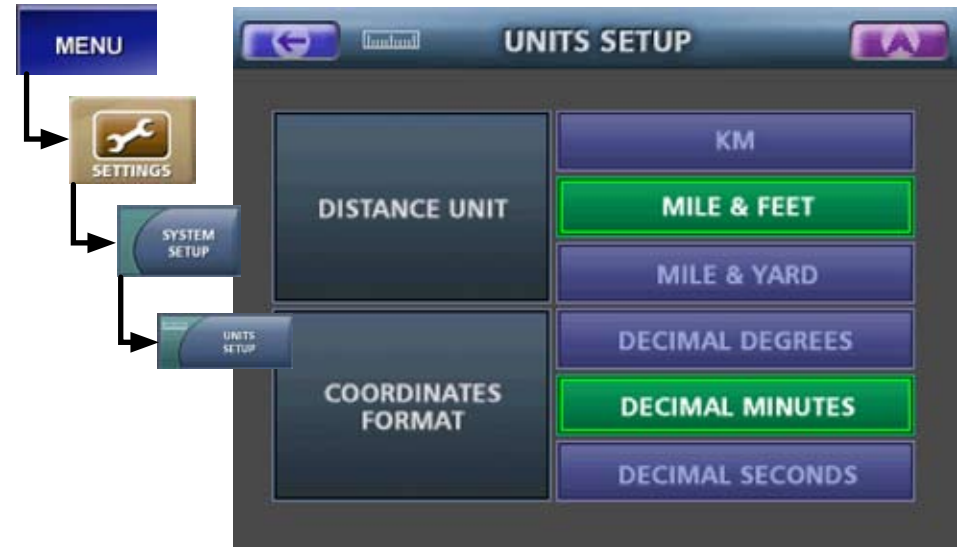 MENU
SETTINGS
SYSTEM
SETUP
UNITS
SETUP
UNITS SETUP
DISTANCE UNIT
KM
MILE & FEET
MILE & YARD
COORDINATES
FORMAT
DECIMAL DEGREES
DECIMAL MINUTES
DECIMAL SECONDS